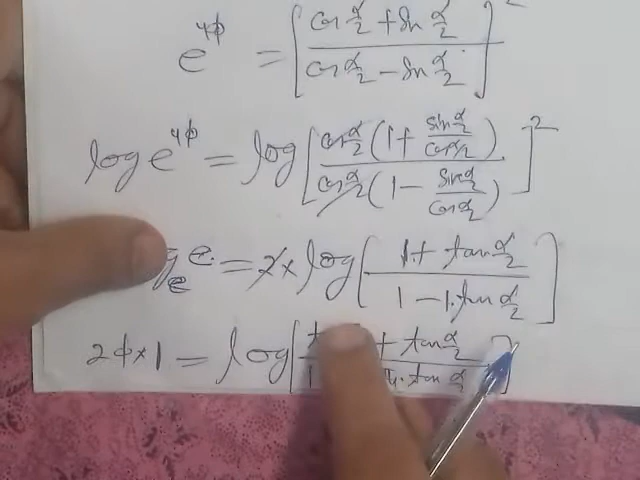 e^{4φ} = [ (cos α/2 + sin α/2) / (cos α/2 − sin α/2) ]^2
log e^{4φ} = log [ cos α/2 (1 + (sin α/2)/(cos α/2)) / cos α/2 (1 − (sin α/2)/(cos α/2)) ]^2
e = 2 × log [ (1 + tan α/2) / (1 − 1. tan α/2) ]
2φ × 1 = log [ + tan α/2 / . tan α/2 ]